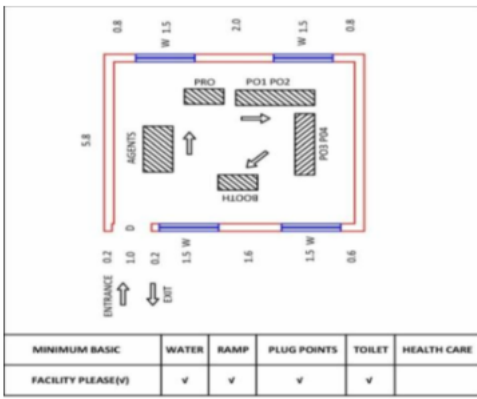 0.8 W 1.5 2.0 W 1.5 0.8
PRO PO1 PO2
5.8 AGENTS PO3 P04
BOOTH
D
0.2 1.0 0.2 1.5 W 1.6 1.5 W 0.6
ENTRANCE EXIT
MINIMUM BASIC WATER RAMP PLUG POINTS TOILET HEALTH CARE
FACILITY PLEASE(√) √ √ √ √